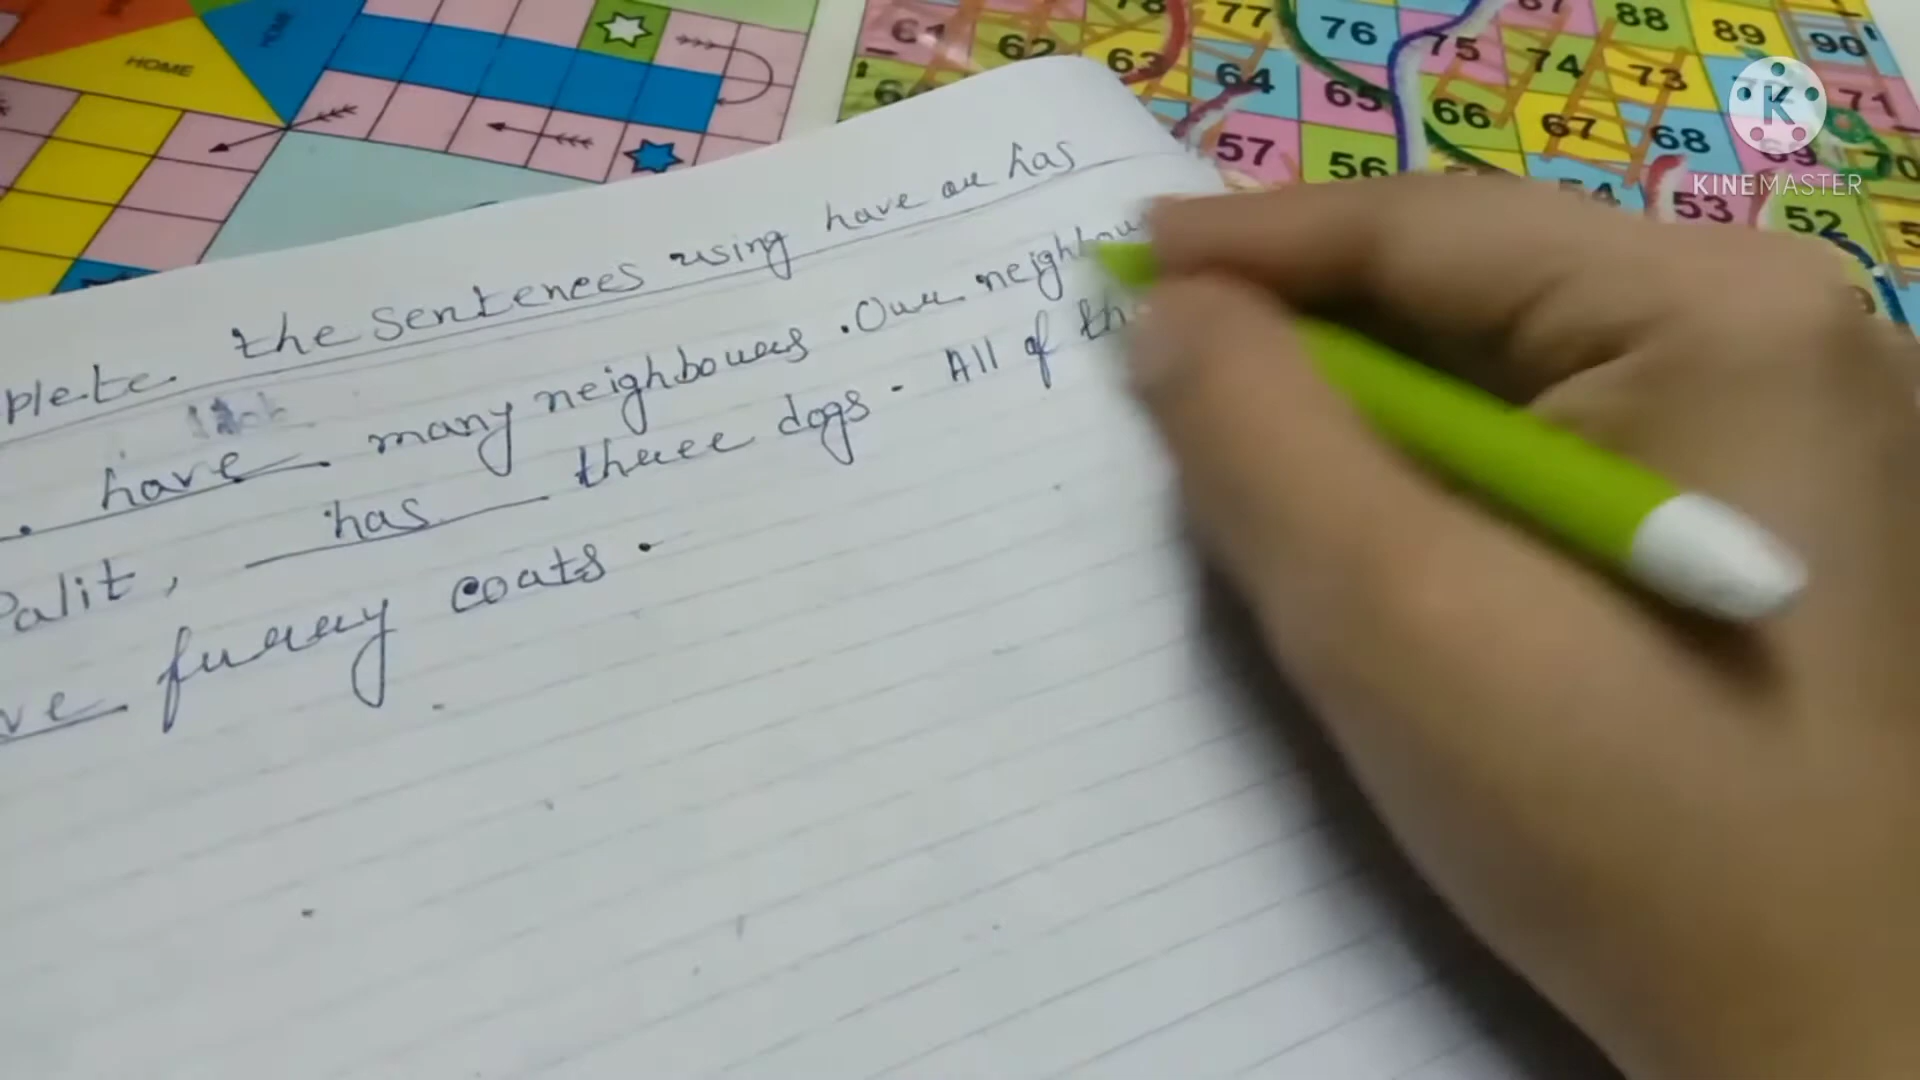 HOME
77 76 75 74 73 88 89 90
61 62 63 64 65 66 67 68 71
57 56 53 52 70
KINEMASTER
plete the sentences using have or has
have many neighbours. Our neighbou
Palit, has three dogs. All of th
ve furry coats.